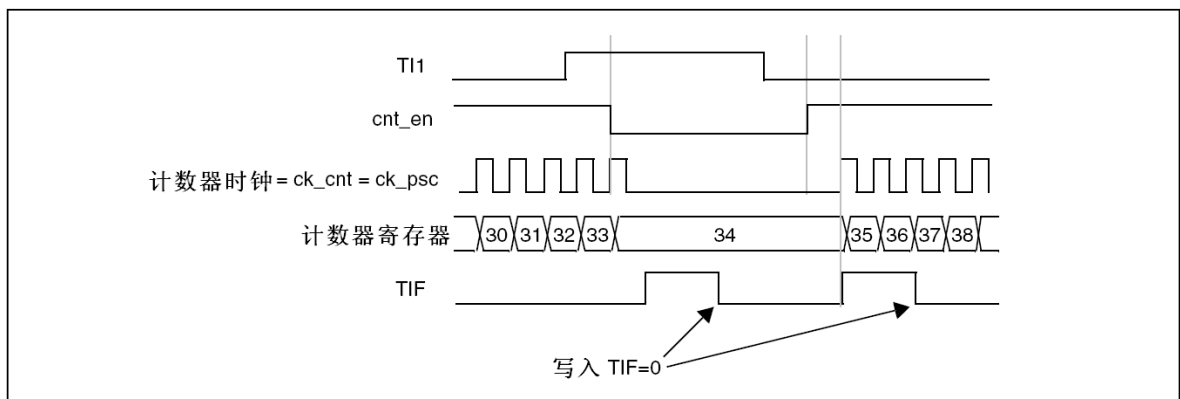 TI1
cnt_en
计数器时钟= ck_cnt = ck_psc
计数器寄存器 30 31 32 33 34 35 36 37 38
TIF
写入 TIF=0